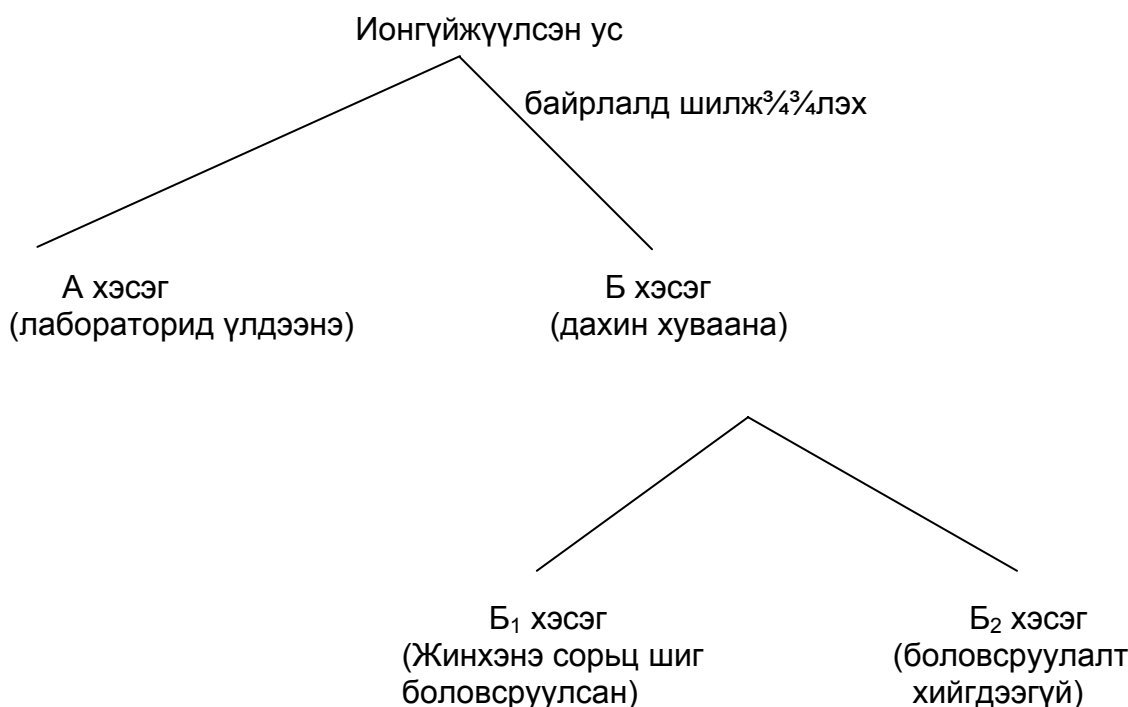 Ионгүйжүүлсэн ус
байрлалд шилж¾¾лэх
А хэсэг
(лабораторид үлдээнэ)
Б хэсэг
(дахин хуваана)
Б₁ хэсэг
(Жинхэнэ сорьц шиг
боловсруулсан)
Б₂ хэсэг
(боловсруулалт
хийгдээгүй)